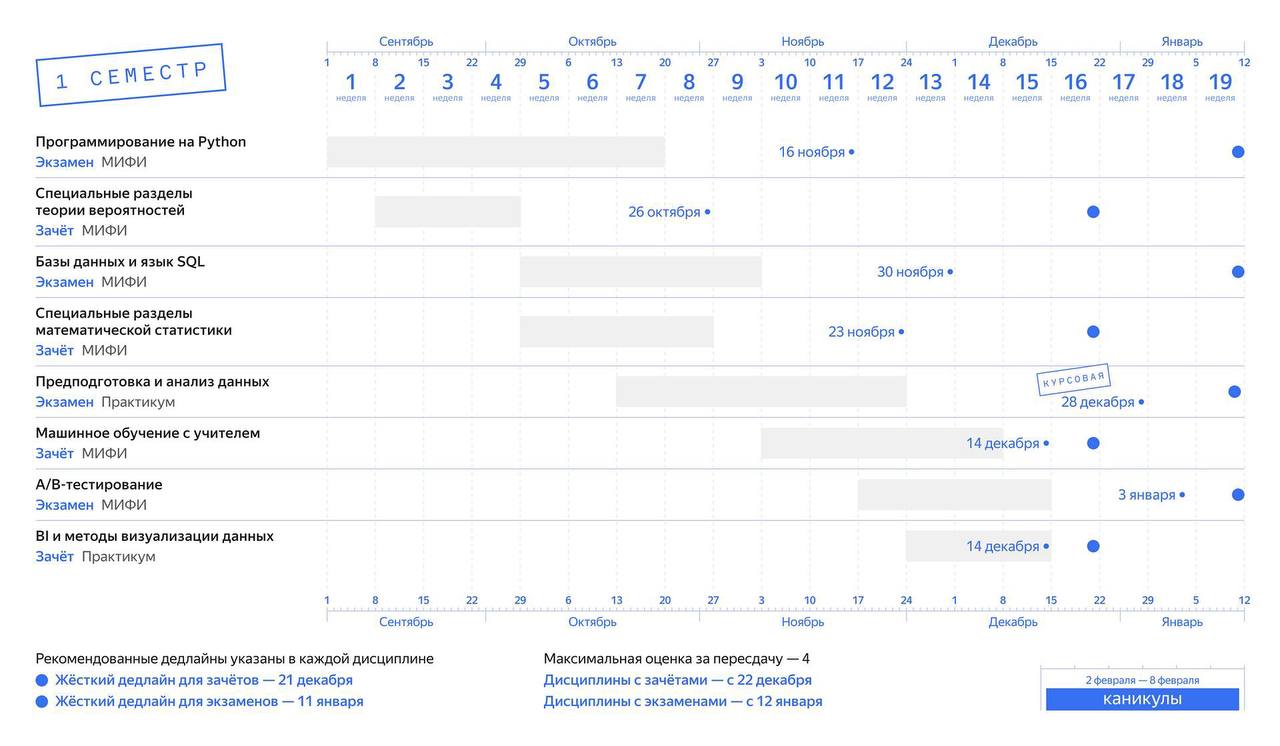 1 СЕМЕСТР
Сентябрь Октябрь Ноябрь Декабрь Январь
1 8 15 22 29 6 13 20 27 3 10 17 24 1 8 15 22 29 5 12
1 2 3 4 5 6 7 8 9 10 11 12 13 14 15 16 17 18 19
неделя неделя неделя неделя неделя неделя неделя неделя неделя неделя неделя неделя неделя неделя неделя неделя неделя неделя неделя
Программирование на Python
Экзамен МИФИ
16 ноября
Специальные разделы
теории вероятностей
Зачёт МИФИ
26 октября
Базы данных и язык SQL
Экзамен МИФИ
30 ноября
Специальные разделы
математической статистики
Зачёт МИФИ
23 ноября
Предподготовка и анализ данных
Экзамен Практикум
КУРСОВАЯ
28 декабря
Машинное обучение с учителем
Зачёт МИФИ
14 декабря
A/B-тестирование
Экзамен МИФИ
3 января
BI и методы визуализации данных
Зачёт Практикум
14 декабря
1 8 15 22 29 6 13 20 27 3 10 17 24 1 8 15 22 29 5 12
Сентябрь Октябрь Ноябрь Декабрь Январь
Рекомендованные дедлайны указаны в каждой дисциплине
Жёсткий дедлайн для зачётов — 21 декабря
Жёсткий дедлайн для экзаменов — 11 января
Максимальная оценка за пересдачу — 4
Дисциплины с зачётами — с 22 декабря
Дисциплины с экзаменами — с 12 января
2 февраля — 8 февраля
каникулы